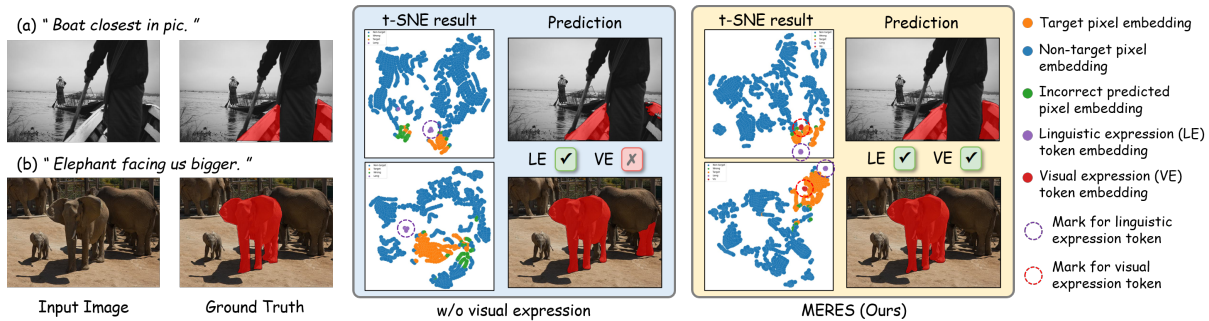 (a) “ Boat closest in pic. ”
(b) “ Elephant facing us bigger. ”
Input Image
Ground Truth
t-SNE result
Prediction
LE ✔ VE ✗
w/o visual expression
t-SNE result
Prediction
LE ✔ VE ✔
MERES (Ours)
Target pixel embedding
Non-target pixel
embedding
Incorrect predicted
pixel embedding
Linguistic expression (LE)
token embedding
Visual expression (VE)
token embedding
Mark for linguistic
expression token
Mark for visual
expression token